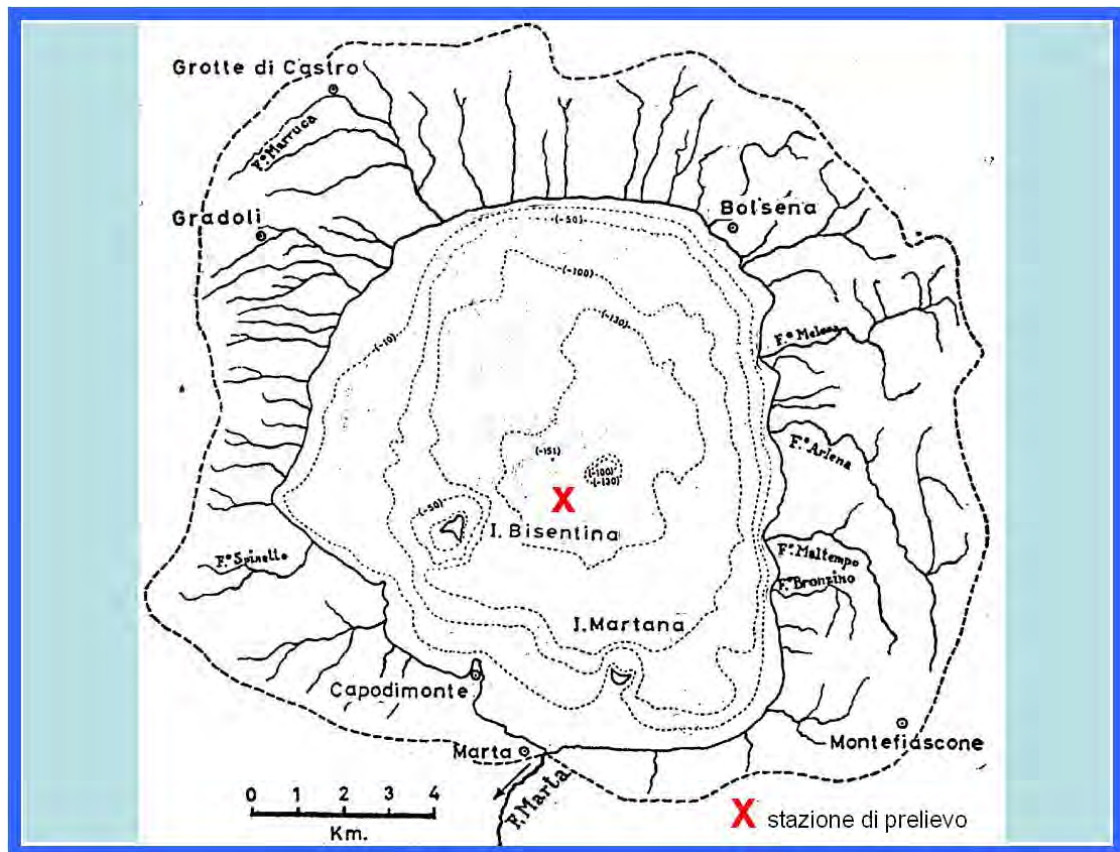 Grotte di Castro
F.º Marruca
Gradoli
Bolsena
(-50)
(-100)
(-130)
(-10)
F.º Melona
F.º Arlena
(-151)
(-100)
(-130)
(-50)
I. Bisentina
F.º Spinetto
F.º Maltempo
F.º Bronzino
I. Martana
Capodimonte
Marta
Montefiascone
F. Marta
0 1 2 3 4
Km.
X stazione di prelievo
X